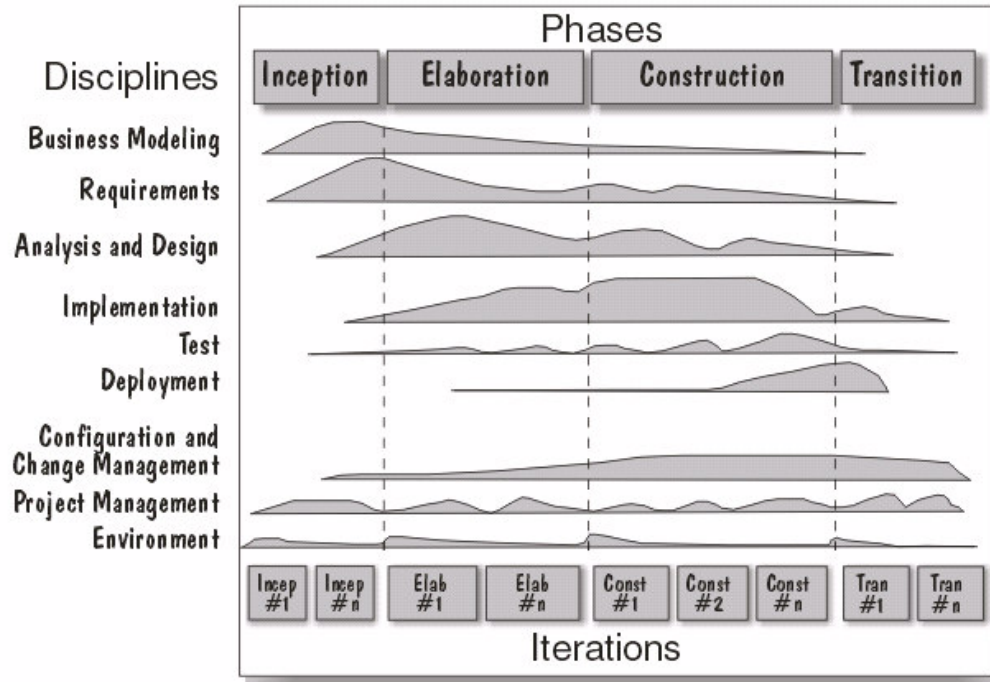 Phases
Disciplines
Inception Elaboration Construction Transition
Business Modeling
Requirements
Analysis and Design
Implementation
Test
Deployment
Configuration and
Change Management
Project Management
Environment
Incep Incep Elab Elab Const Const Const Tran Tran
#1 #n #1 #n #1 #2 #n #1 #n
Iterations